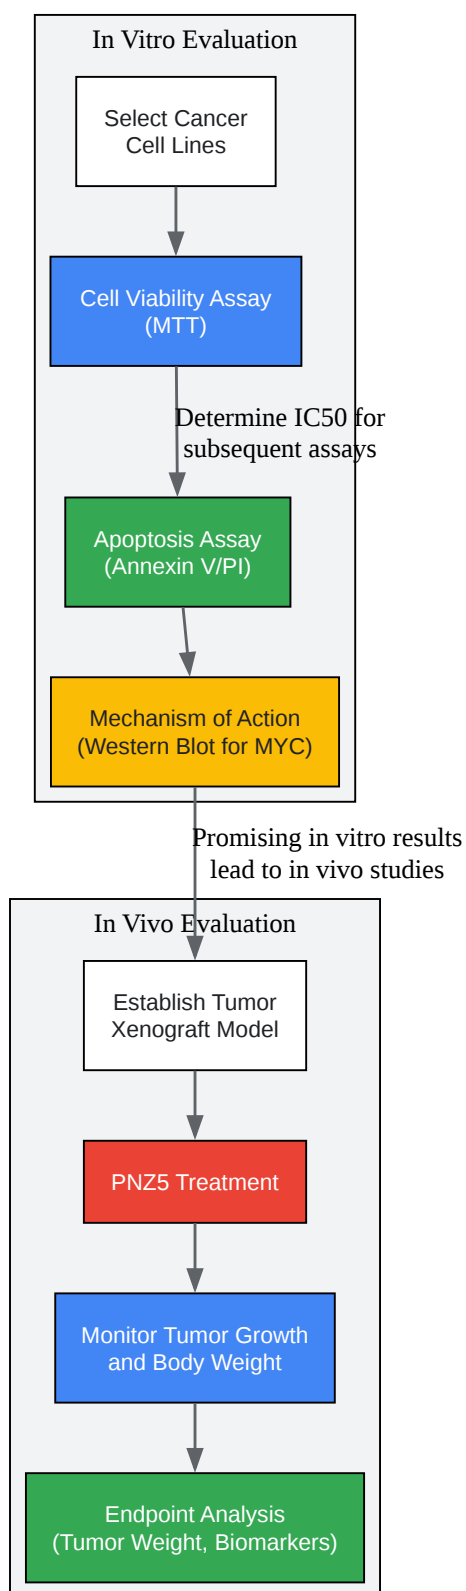 In Vitro Evaluation
Select Cancer
Cell Lines
Cell Viability Assay
(MTT)
Determine IC50 for
subsequent assays
Apoptosis Assay
(Annexin V/PI)
Mechanism of Action
(Western Blot for MYC)
Promising in vitro results
lead to in vivo studies
In Vivo Evaluation
Establish Tumor
Xenograft Model
PNZ5 Treatment
Monitor Tumor Growth
and Body Weight
Endpoint Analysis
(Tumor Weight, Biomarkers)